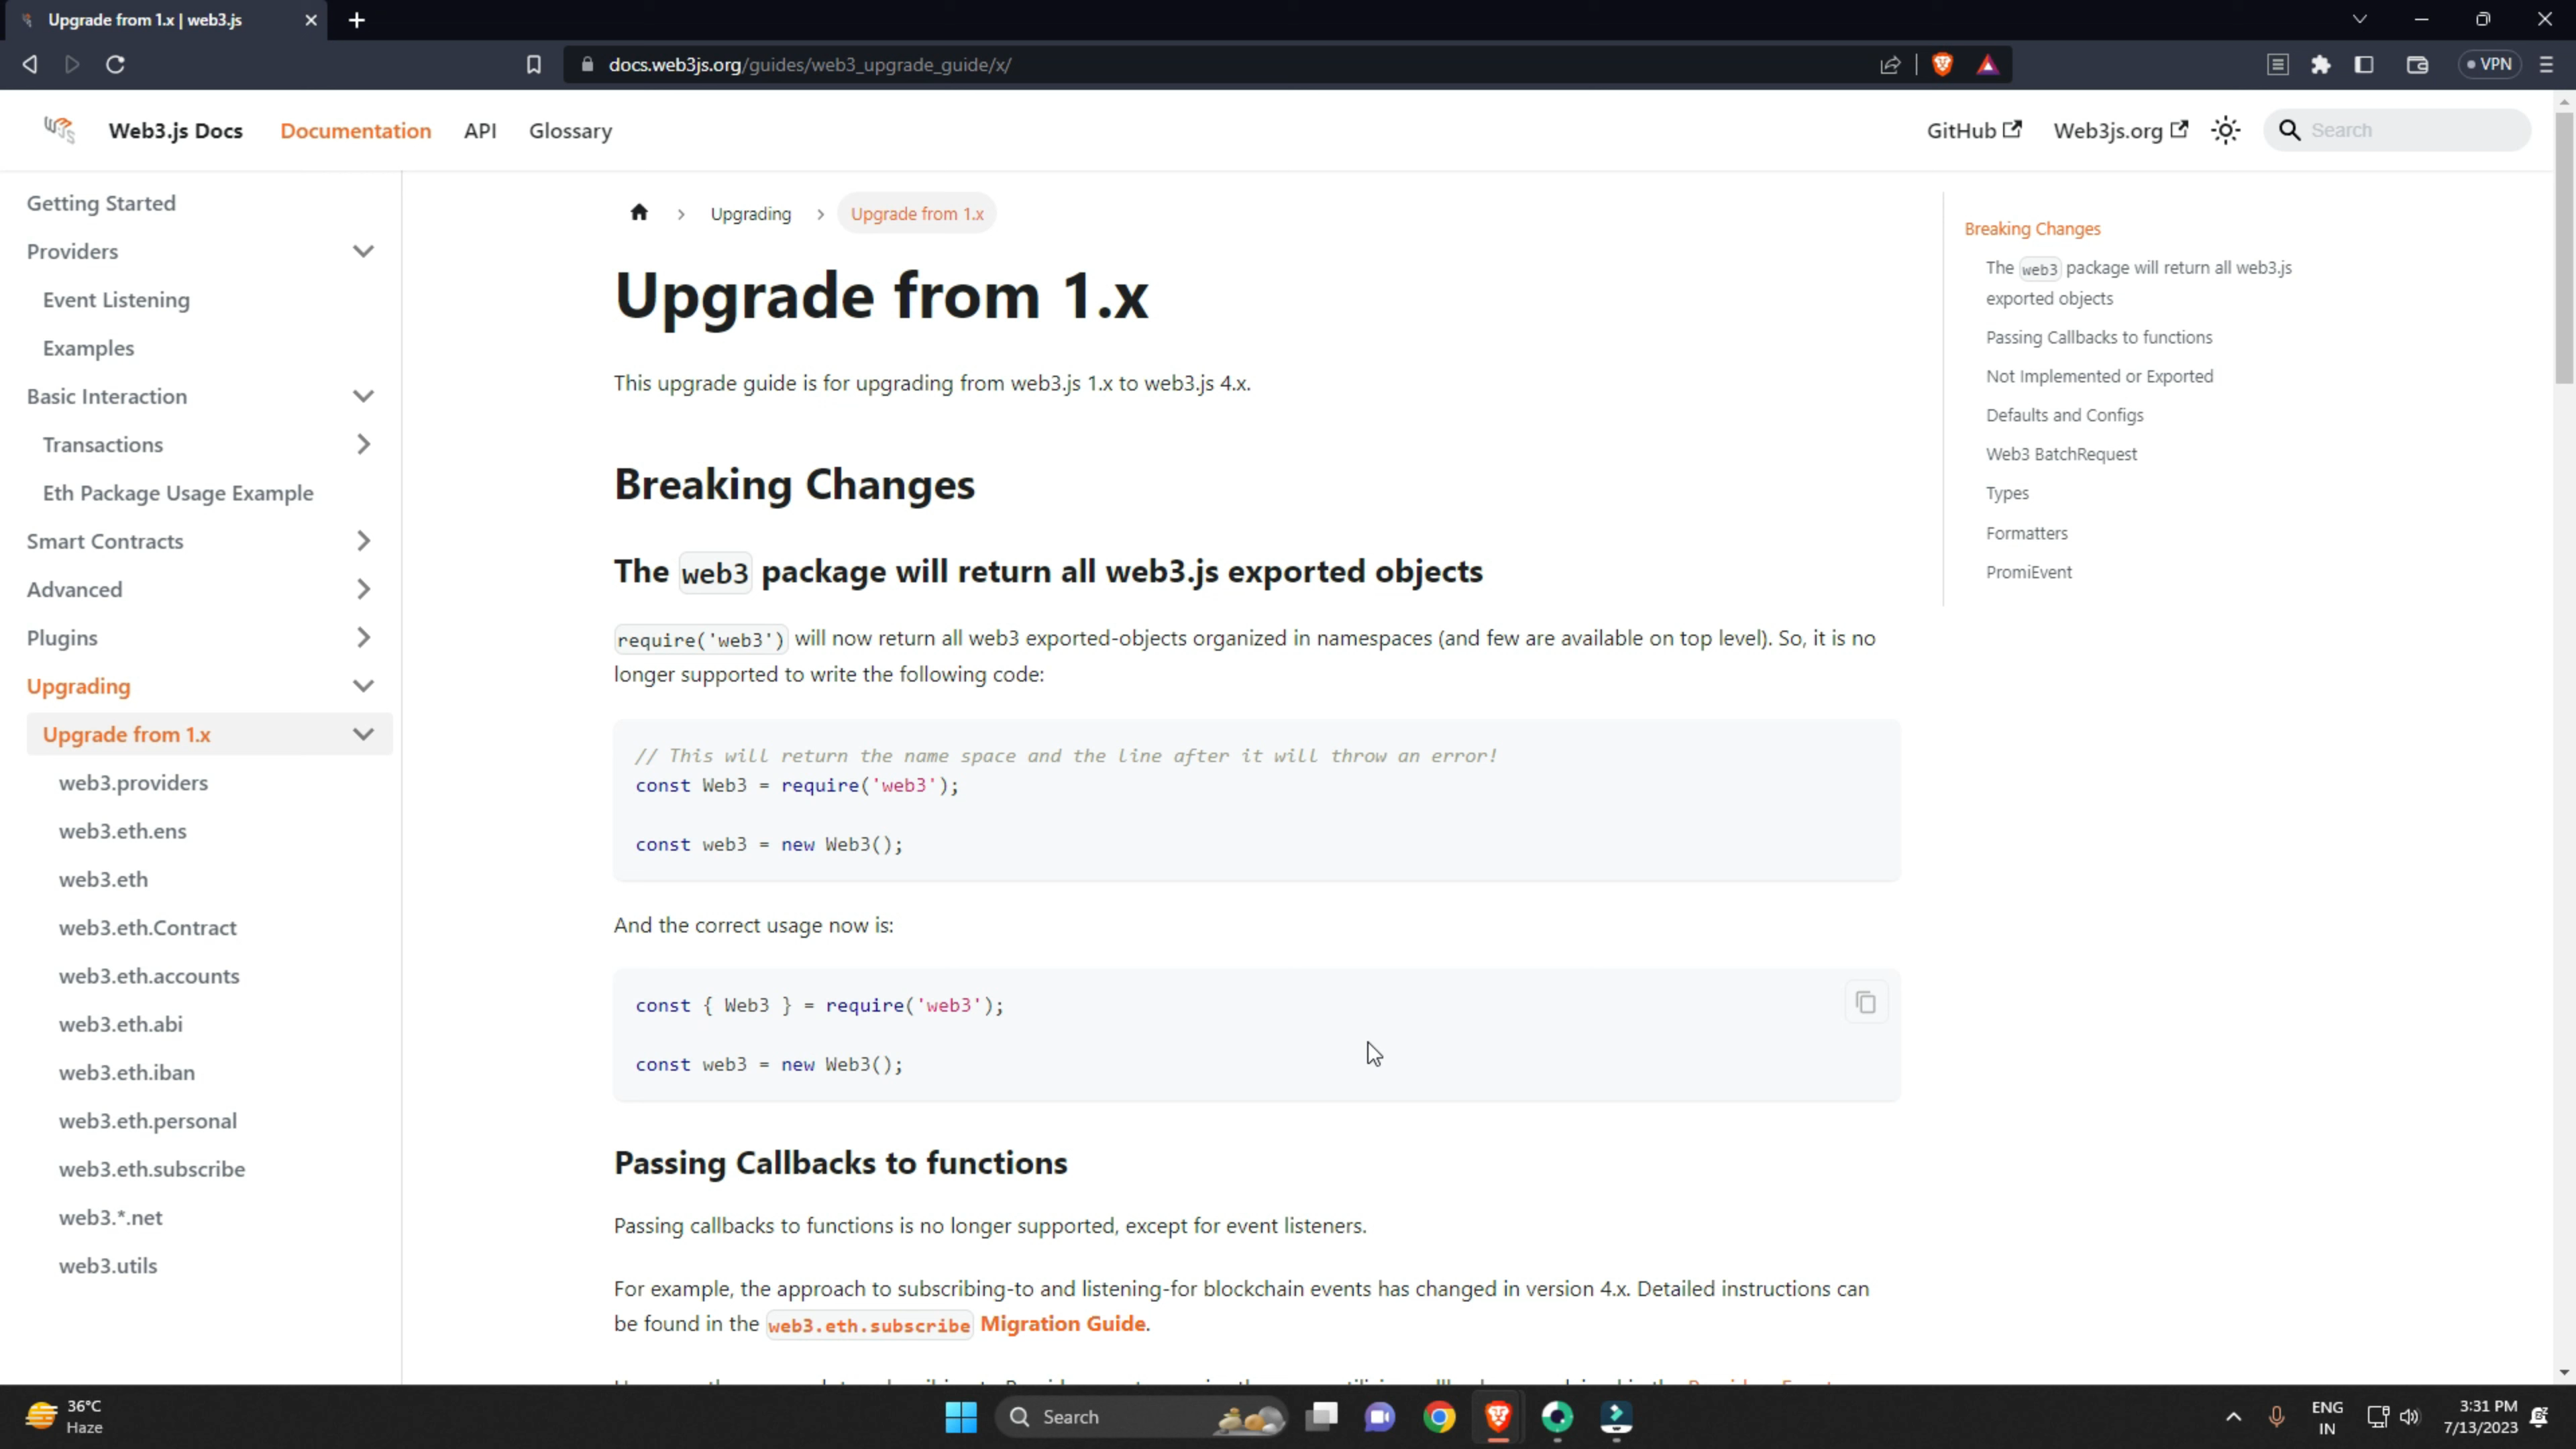 Upgrade from 1.x | web3.js
docs.web3js.org/guides/web3_upgrade_guide/x/
VPN
Web3.js Docs
Documentation
API
Glossary
GitHub
Web3js.org
Search
Getting Started
Providers
Event Listening
Examples
Basic Interaction
Transactions
Eth Package Usage Example
Smart Contracts
Advanced
Plugins
Upgrading
Upgrade from 1.x
web3.providers
web3.eth.ens
web3.eth
web3.eth.Contract
web3.eth.accounts
web3.eth.abi
web3.eth.iban
web3.eth.personal
web3.eth.subscribe
web3.*.net
web3.utils
Upgrading
Upgrade from 1.x
Upgrade from 1.x
This upgrade guide is for upgrading from web3.js 1.x to web3.js 4.x.
Breaking Changes
The web3 package will return all web3.js exported objects
require('web3') will now return all web3 exported-objects organized in namespaces (and few are available on top level). So, it is no
longer supported to write the following code:
// This will return the name space and the line after it will throw an error!
const Web3 = require('web3');
const web3 = new Web3();
And the correct usage now is:
const { Web3 } = require('web3');
const web3 = new Web3();
Passing Callbacks to functions
Passing callbacks to functions is no longer supported, except for event listeners.
For example, the approach to subscribing-to and listening-for blockchain events has changed in version 4.x. Detailed instructions can
be found in the web3.eth.subscribe Migration Guide.
Breaking Changes
The web3 package will return all web3.js
exported objects
Passing Callbacks to functions
Not Implemented or Exported
Defaults and Configs
Web3 BatchRequest
Types
Formatters
PromiEvent
36°C
Haze
Search
ENG
IN
3:31 PM
7/13/2023